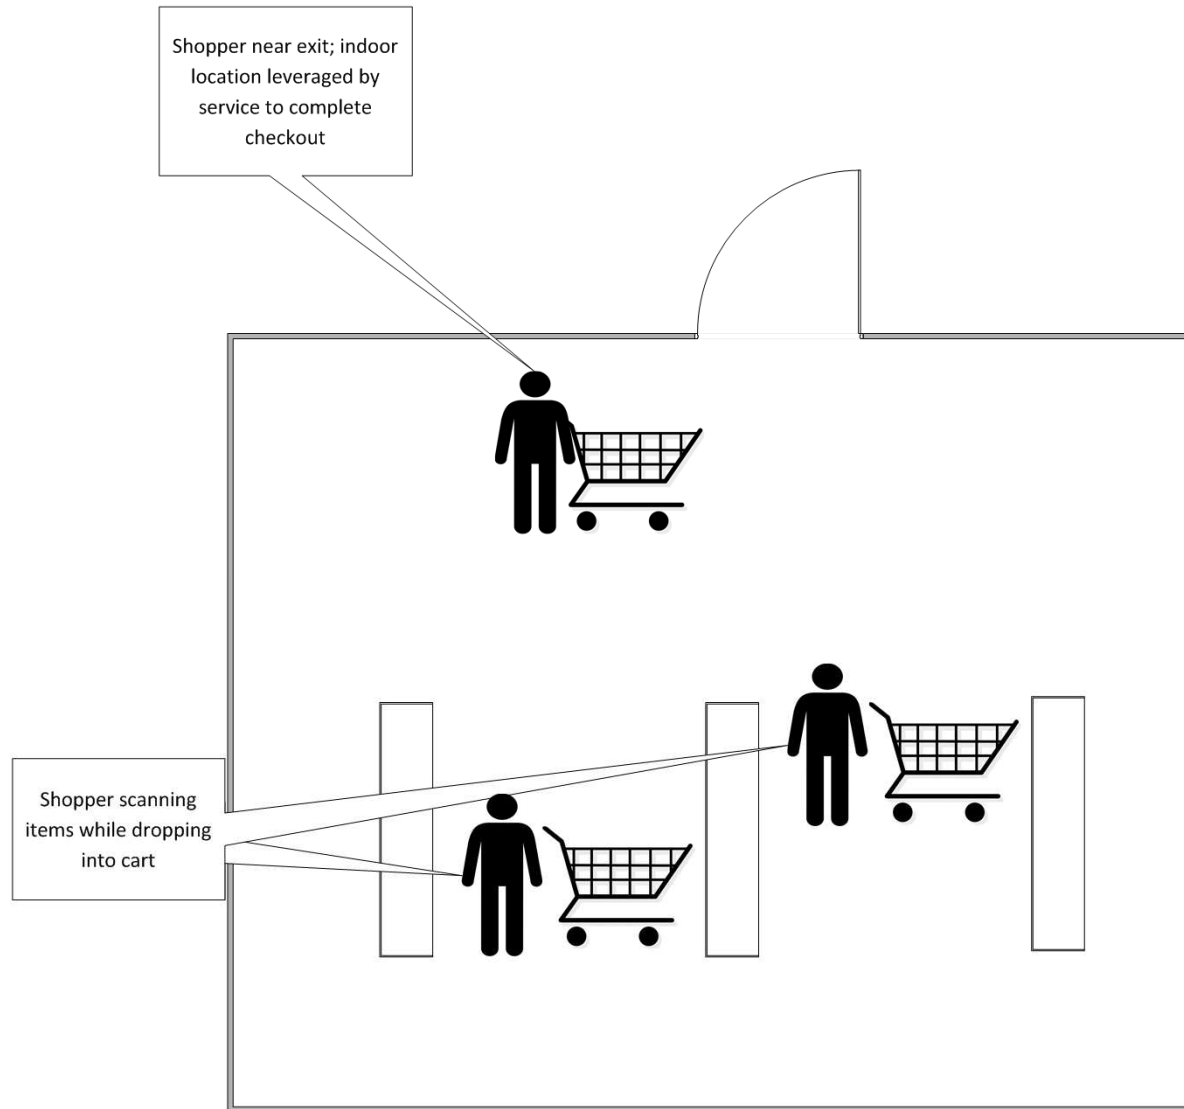 Shopper near exit; indoor
location leveraged by
service to complete
checkout
Shopper scanning
items while dropping
into cart